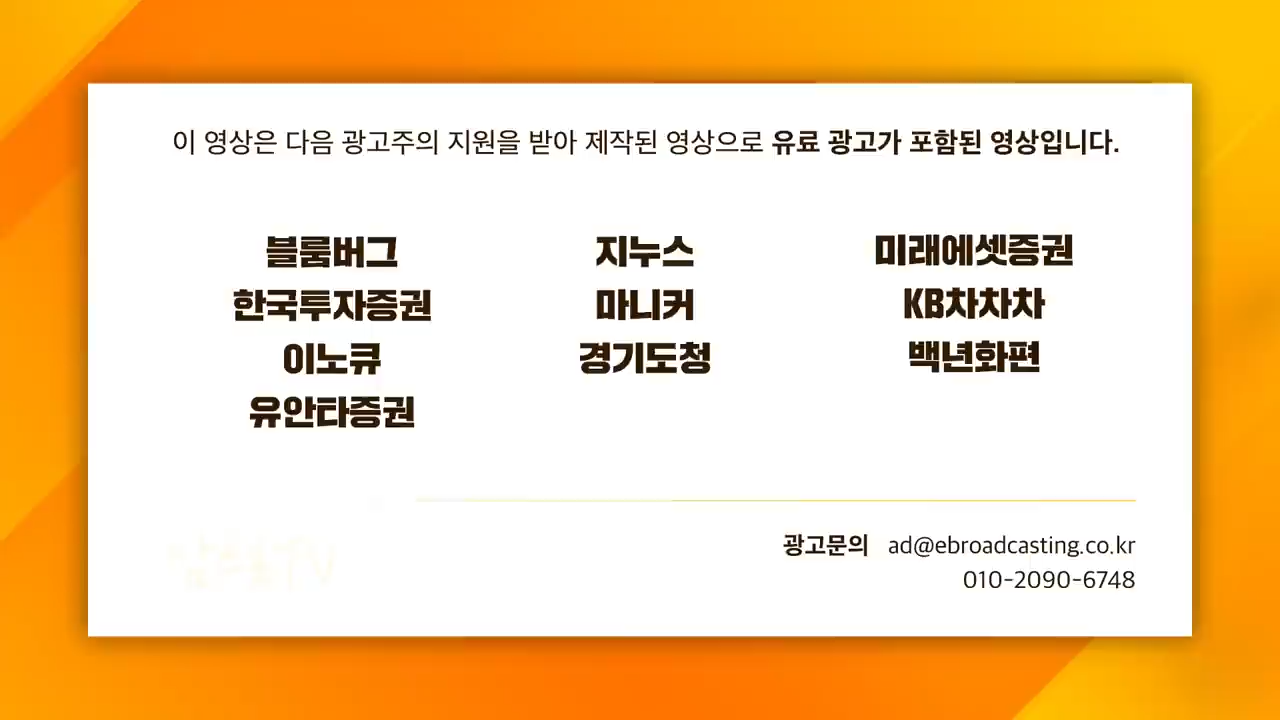 이 영상은 다음 광고주의 지원을 받아 제작된 영상으로 유료 광고가 포함된 영상입니다.
블룸버그 지누스 미래에셋증권
한국투자증권 마니커 KB차차차
이노큐 경기도청 백년화편
유안타증권
광고문의 ad@ebroadcasting.co.kr
010-2090-6748